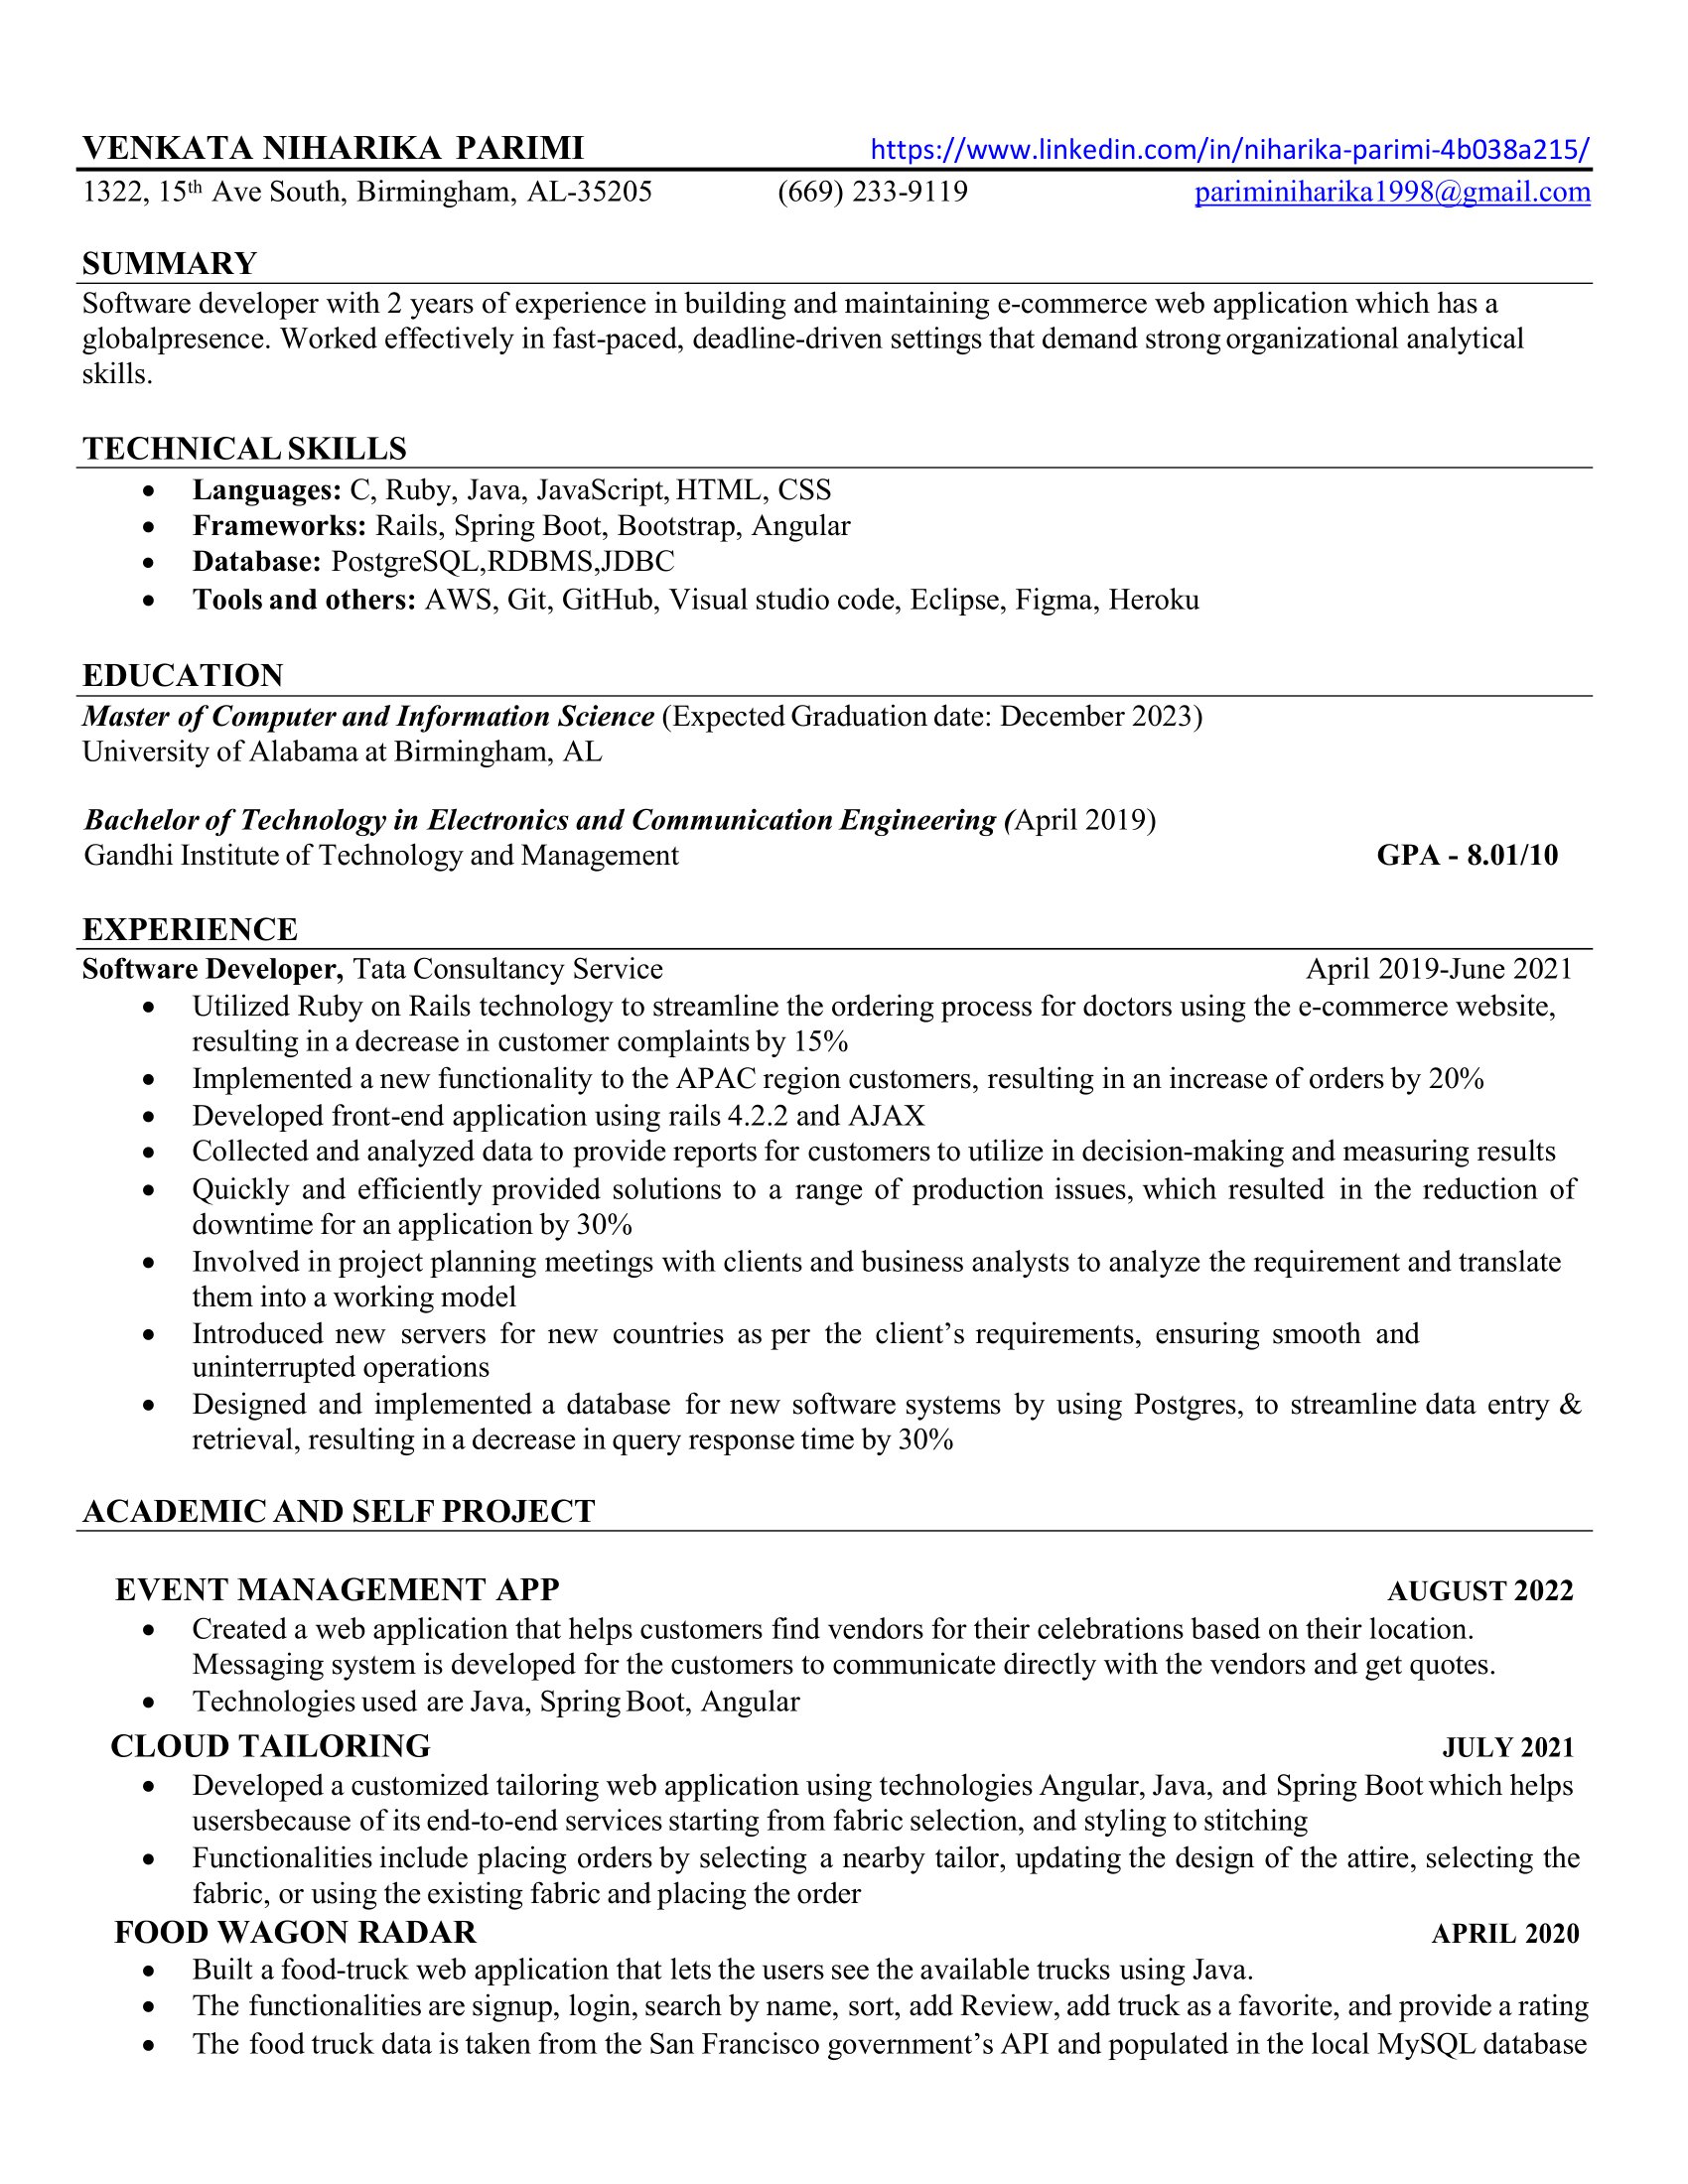 VENKATA NIHARIKA PARIMI https://www.linkedin.com/in/niharika-parimi-4b038a215/
1322, 15th Ave South, Birmingham, AL-35205 (669) 233-9119 pariminiharika1998@gmail.com
SUMMARY
Software developer with 2 years of experience in building and maintaining e-commerce web application which has a
globalpresence. Worked effectively in fast-paced, deadline-driven settings that demand strong organizational analytical
skills.
TECHNICAL SKILLS
• Languages: C, Ruby, Java, JavaScript, HTML, CSS
• Frameworks: Rails, Spring Boot, Bootstrap, Angular
• Database: PostgreSQL,RDBMS,JDBC
• Tools and others: AWS, Git, GitHub, Visual studio code, Eclipse, Figma, Heroku
EDUCATION
Master of Computer and Information Science (Expected Graduation date: December 2023)
University of Alabama at Birmingham, AL
Bachelor of Technology in Electronics and Communication Engineering (April 2019)
Gandhi Institute of Technology and Management GPA - 8.01/10
EXPERIENCE
Software Developer, Tata Consultancy Service April 2019-June 2021
• Utilized Ruby on Rails technology to streamline the ordering process for doctors using the e-commerce website,
resulting in a decrease in customer complaints by 15%
• Implemented a new functionality to the APAC region customers, resulting in an increase of orders by 20%
• Developed front-end application using rails 4.2.2 and AJAX
• Collected and analyzed data to provide reports for customers to utilize in decision-making and measuring results
• Quickly and efficiently provided solutions to a range of production issues, which resulted in the reduction of
downtime for an application by 30%
• Involved in project planning meetings with clients and business analysts to analyze the requirement and translate
them into a working model
• Introduced new servers for new countries as per the client’s requirements, ensuring smooth and
uninterrupted operations
• Designed and implemented a database for new software systems by using Postgres, to streamline data entry &
retrieval, resulting in a decrease in query response time by 30%
ACADEMIC AND SELF PROJECT
EVENT MANAGEMENT APP AUGUST 2022
• Created a web application that helps customers find vendors for their celebrations based on their location.
Messaging system is developed for the customers to communicate directly with the vendors and get quotes.
• Technologies used are Java, Spring Boot, Angular
CLOUD TAILORING JULY 2021
• Developed a customized tailoring web application using technologies Angular, Java, and Spring Boot which helps
usersbecause of its end-to-end services starting from fabric selection, and styling to stitching
• Functionalities include placing orders by selecting a nearby tailor, updating the design of the attire, selecting the
fabric, or using the existing fabric and placing the order
FOOD WAGON RADAR APRIL 2020
• Built a food-truck web application that lets the users see the available trucks using Java.
• The functionalities are signup, login, search by name, sort, add Review, add truck as a favorite, and provide a rating
• The food truck data is taken from the San Francisco government’s API and populated in the local MySQL database